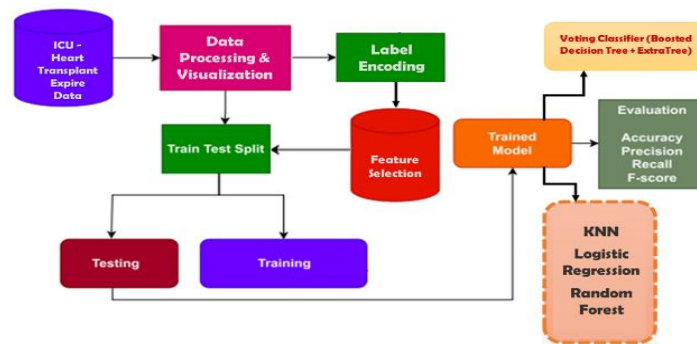 ICU -
Heart
Transplant
Expire
Data
Data
Processing &
Visualization
Label
Encoding
Voting Classifier (Boosted
Decision Tree + ExtraTree)
Train Test Split
Feature
Selection
Trained
Model
Evaluation
Accuracy
Precision
Recall
F-score
Testing
Training
KNN
Logistic
Regression
Random
Forest